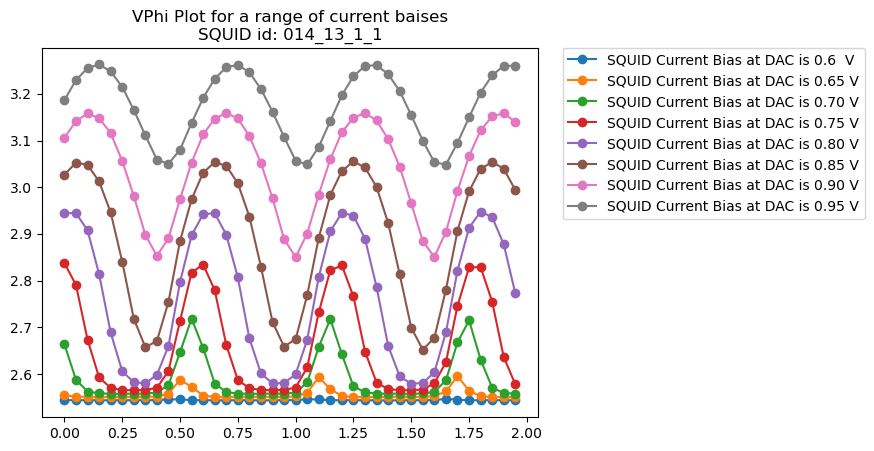 VPhi Plot for a range of current baises
SQUID id: 014_13_1_1
SQUID Current Bias at DAC is 0.6  V
SQUID Current Bias at DAC is 0.65 V
SQUID Current Bias at DAC is 0.70 V
SQUID Current Bias at DAC is 0.75 V
SQUID Current Bias at DAC is 0.80 V
SQUID Current Bias at DAC is 0.85 V
SQUID Current Bias at DAC is 0.90 V
SQUID Current Bias at DAC is 0.95 V
3.2
3.1
3.0
2.9
2.8
2.7
2.6
0.00 0.25 0.50 0.75 1.00 1.25 1.50 1.75 2.00